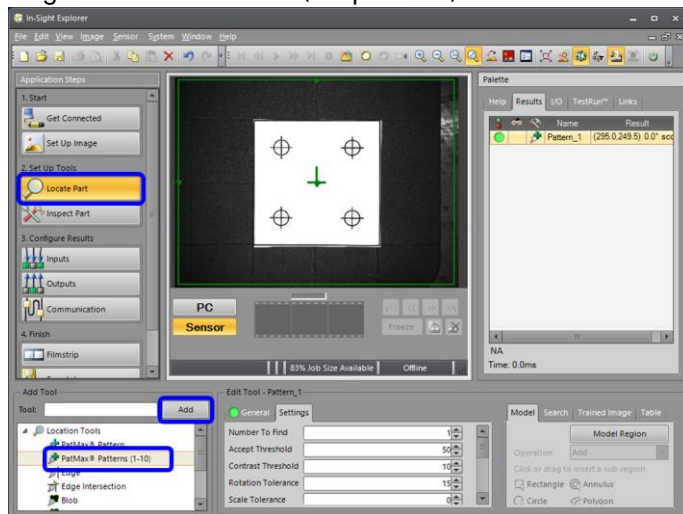 In-Sight Explorer
File Edit View Image Sensor System Window Help
Application Steps
1. Start
Get Connected
Set Up Image
2. Set Up Tools
Locate Part
Inspect Part
3. Configure Results
Inputs
Outputs
Communication
4. Finish
Filmstrip
PC
Sensor
Freeze
83% Job Size Available
Offline
Palette
Help Results I/O TestRun™ Links
Name Result
Pattern_1 (295.0,249.5) 0.0° sco
NA
Time: 0.0ms
Add Tool
Tool: Add
Location Tools
PatMax® Pattern
PatMax® Patterns (1-10)
Edge
Edge Intersection
Blob
Edit Tool - Pattern_1
General Settings
Number To Find 1
Accept Threshold 50
Contrast Threshold 10
Rotation Tolerance 15
Scale Tolerance 0
Model Search Trained Image Table
Model Region
Operation Add
Click or drag to insert a sub-region
Rectangle Annulus
Circle Polygon